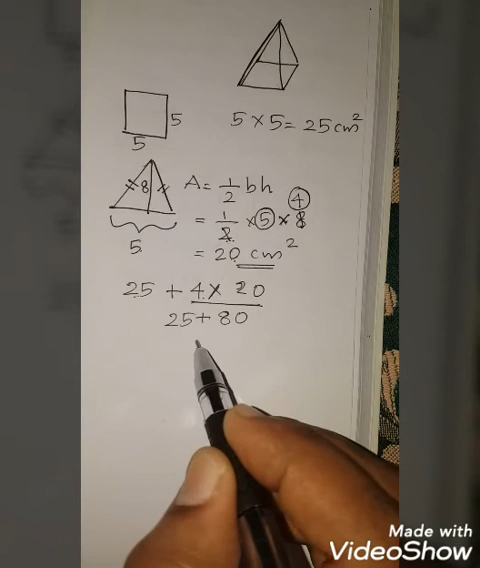 5
5
5 × 5 = 25 cm²
8
5
A = 1/2 bh
= 1/2 × 5 × 8 4
= 20 cm²
25 + 4 × 20
25 + 80
Made with
VideoShow